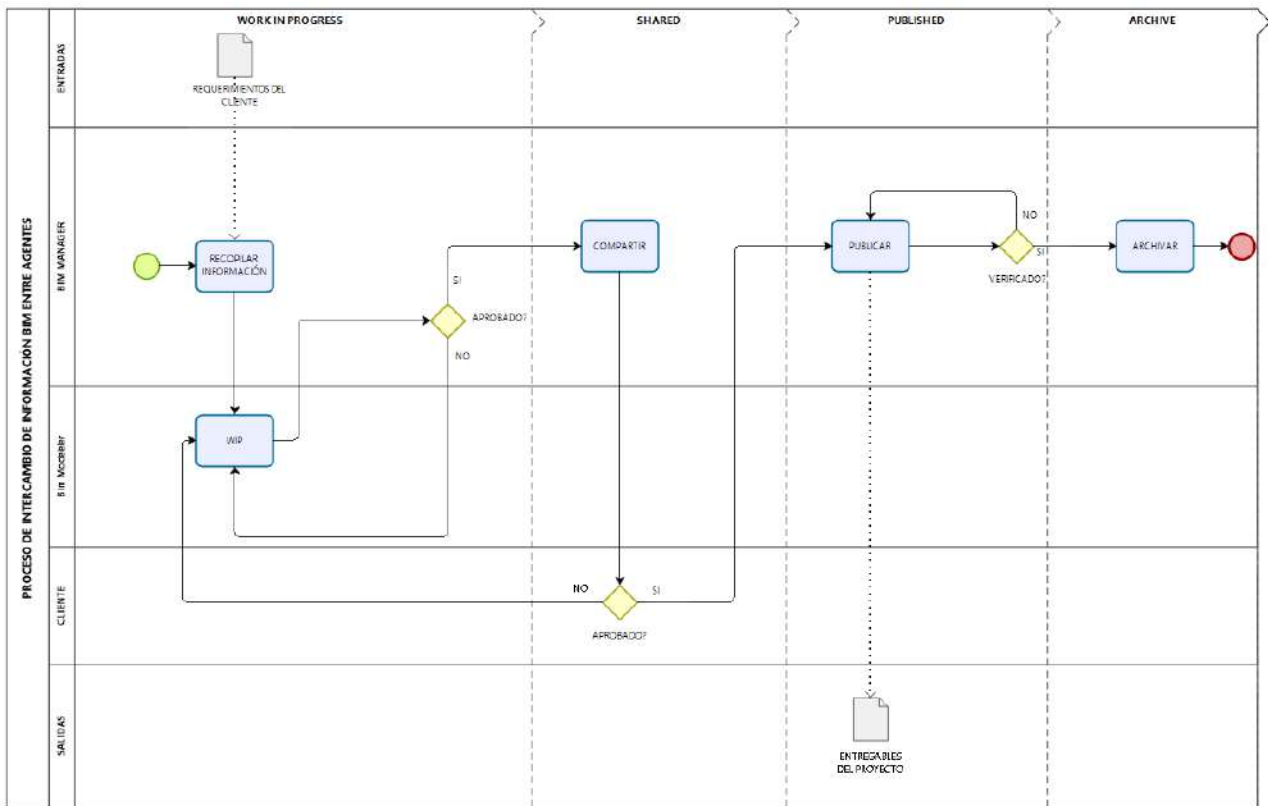 WORK IN PROGRESS
SHARED
PUBLISHED
ARCHIVE
PROCESO DE INTERCAMBIO DE INFORMACIÓN BIM ENTRE AGENTES
ENTRADAS
REQUERIMIENTOS DEL
CLIENTE
BIM MANAGER
RECOPILAR
INFORMACIÓN
SI
APROBADO?
NO
COMPARTIR
PUBLICAR
NO
SI
VERIFICADO?
ARCHIVAR
BIM Modeler
WIP
CLIENTE
NO
SI
APROBADO?
SALIDAS
ENTREGABLES
DEL PROYECTO